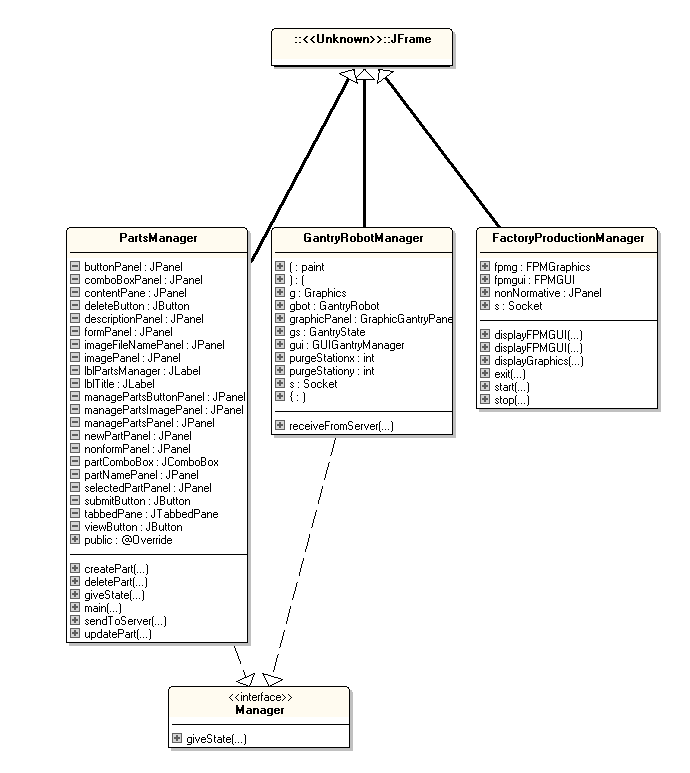 ::<<Unknown>>::JFrame
PartsManager
buttonPanel : JPanel
comboBoxPanel : JPanel
contentPane : JPanel
deleteButton : JButton
descriptionPanel : JPanel
formPanel : JPanel
imageFileNamePanel : JPanel
imagePanel : JPanel
lblPartsManager : JLabel
lblTitle : JLabel
managePartsButtonPanel : JPanel
managePartsImagePanel : JPanel
managePartsPanel : JPanel
newPartPanel : JPanel
nonformPanel : JPanel
partComboBox : JComboBox
partNamePanel : JPanel
selectedPartPanel : JPanel
submitButton : JButton
tabbedPane : JTabbedPane
viewButton : JButton
public : @Override
createPart(...)
deletePart(...)
giveState(...)
main(...)
sendToServer(...)
updatePart(...)
GantryRobotManager
( : paint
) : (
g : Graphics
gbot : GantryRobot
graphicPanel : GraphicGantryPane
gs : GantryState
gui : GUIGantryManager
purgeStationx : int
purgeStationy : int
s : Socket
{ : )
receiveFromServer(...)
FactoryProductionManager
fpmg : FPMGraphics
fpmgui : FPMGUI
nonNormative : JPanel
s : Socket
displayFPMGUI(...)
displayFPMGUI(...)
displayGraphics(...)
exit(...)
start(...)
stop(...)
<<interface>>
Manager
giveState(...)